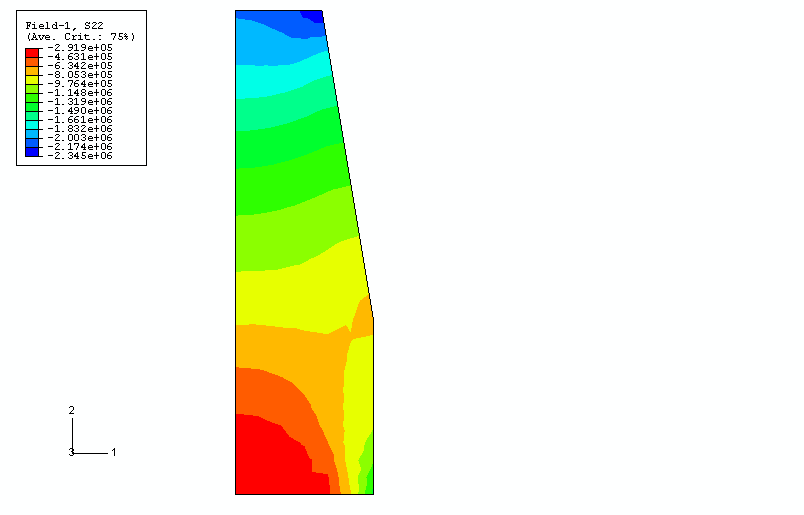 Field-1, S22
(Ave. Crit.: 75%)
-2.919e+05
-4.631e+05
-6.342e+05
-8.053e+05
-9.764e+05
-1.148e+06
-1.319e+06
-1.490e+06
-1.661e+06
-1.832e+06
-2.003e+06
-2.174e+06
-2.345e+06
2
3 1